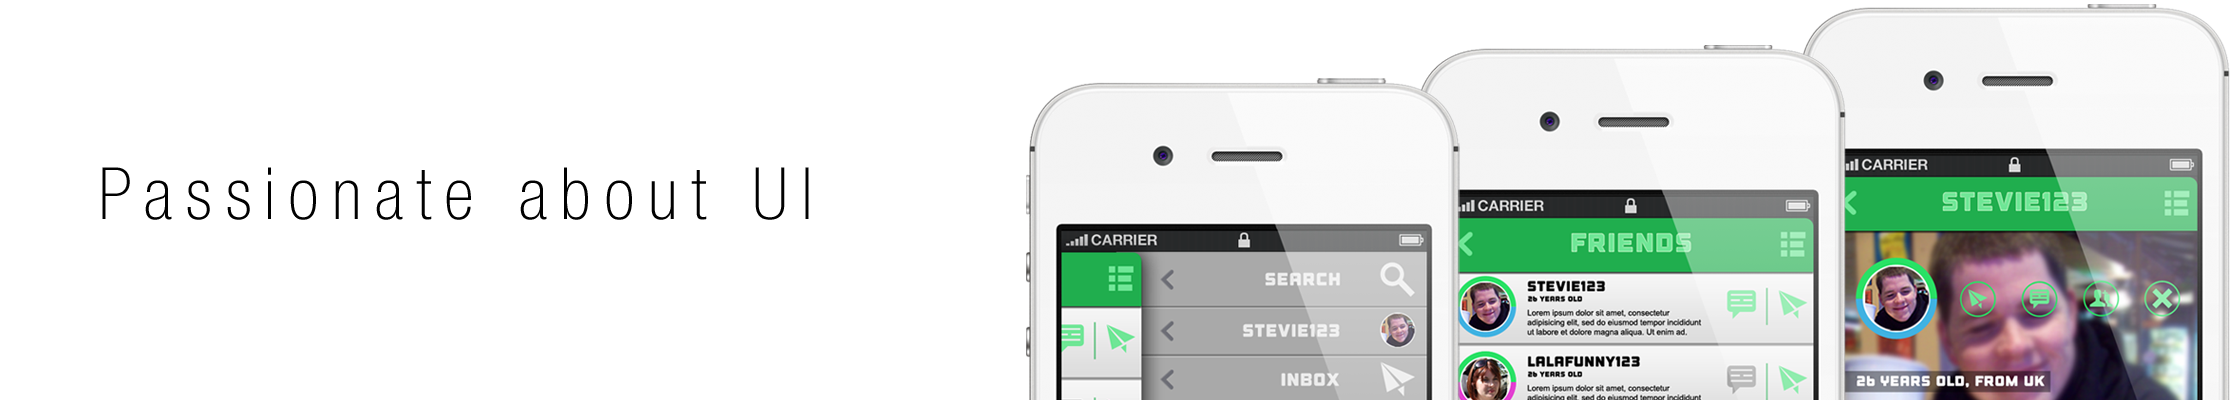 Passionate about UI
CARRIER
SEARCH
STEVIE123
INBOX
CARRIER
FRIENDS
STEVIE123
26 YEARS OLD
Lorem ipsum dolor sit amet, consectetur
adipisicing elit, sed do eiusmod tempor incididunt
ut labore et dolore magna aliqua. Ut enim ad.
LALAFUNNY123
26 YEARS OLD
Lorem ipsum dolor sit amet, consectetur
adipisicing elit, sed do eiusmod tempor incididunt
CARRIER
STEVIE123
26 YEARS OLD, FROM UK